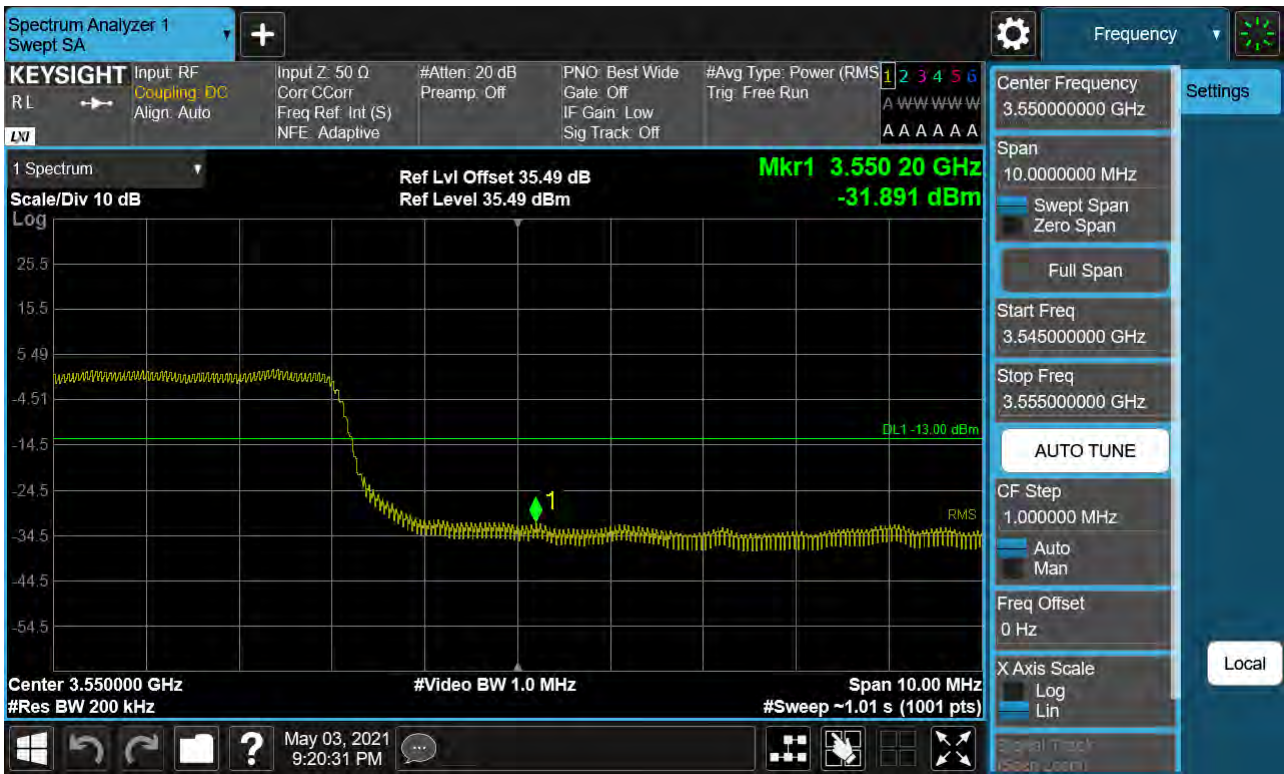 Spectrum Analyzer 1
Swept SA
Frequency
KEYSIGHT
RL
LXI
Input: RF
Coupling: DC
Align: Auto
Input Z: 50 Ω
Corr CCorr
Freq Ref: Int (S)
NFE: Adaptive
#Atten: 20 dB
Preamp: Off
PNO: Best Wide
Gate: Off
IF Gain: Low
Sig Track: Off
#Avg Type: Power (RMS
Trig: Free Run
1 2 3 4 5 6
A W W W W W
A A A A A A
1 Spectrum
Scale/Div 10 dB
Log
Ref Lvl Offset 35.49 dB
Ref Level 35.49 dBm
Mkr1 3.550 20 GHz
-31.891 dBm
25.5
15.5
5.49
-4.51
-14.5
-24.5
-34.5
-44.5
-54.5
DL1 -13.00 dBm
1
RMS
Center 3.550000 GHz
#Res BW 200 kHz
#Video BW 1.0 MHz
Span 10.00 MHz
#Sweep ~1.01 s (1001 pts)
Center Frequency
3.550000000 GHz
Settings
Span
10.0000000 MHz
Swept Span
Zero Span
Full Span
Start Freq
3.545000000 GHz
Stop Freq
3.555000000 GHz
AUTO TUNE
CF Step
1.000000 MHz
Auto
Man
Freq Offset
0 Hz
X Axis Scale
Log
Lin
Signal Track
(Span Zoom)
Local
?
May 03, 2021
9:20:31 PM